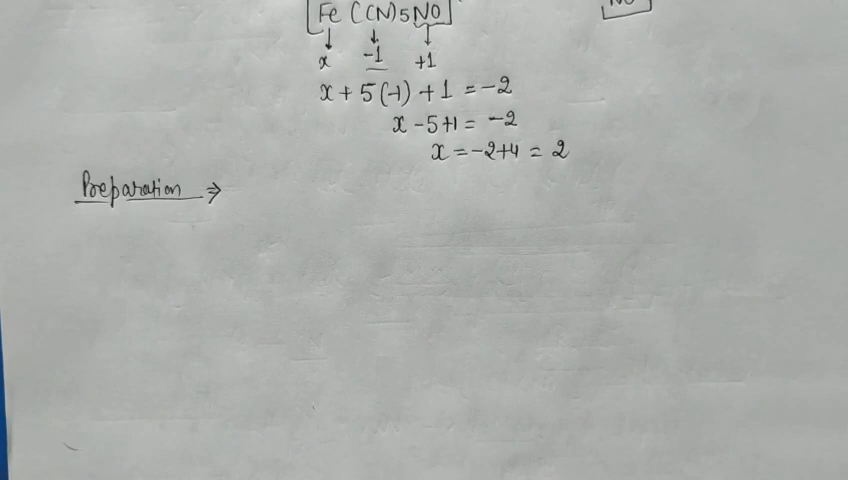 [Fe (CN)5NO]
x -1 +1
x + 5(-1) + 1 = -2
x - 5+1 = -2
x = -2+4 = 2
Preparation ⇒